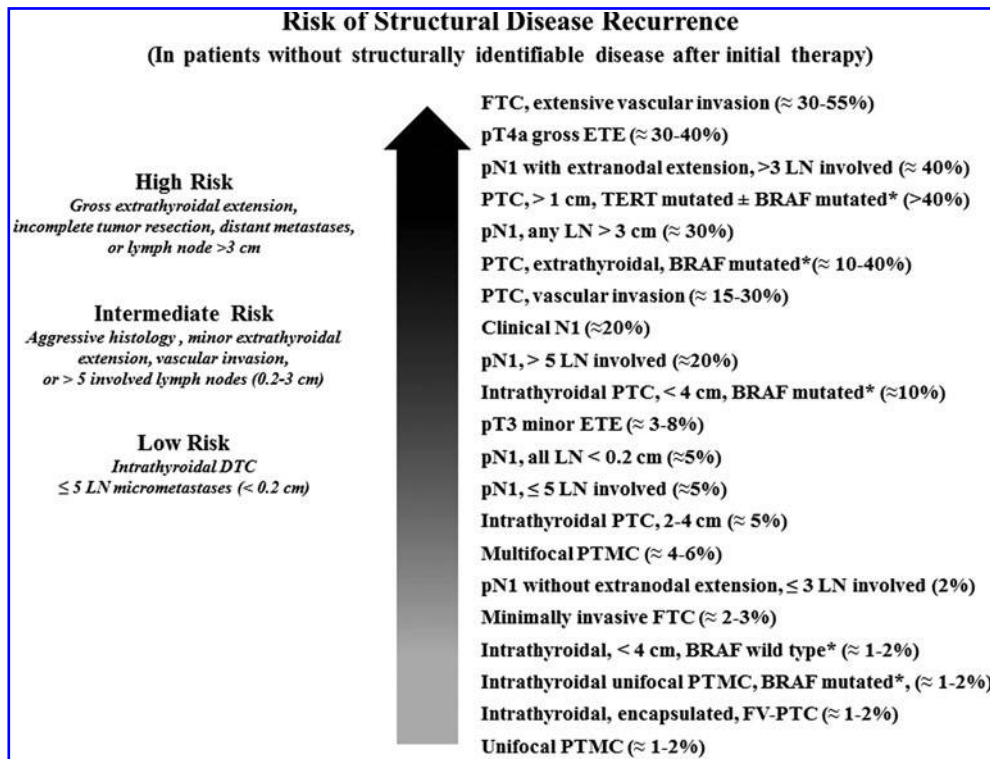 Risk of Structural Disease Recurrence
(In patients without structurally identifiable disease after initial therapy)
High Risk
Gross extrathyroidal extension,
incomplete tumor resection, distant metastases,
or lymph node >3 cm
Intermediate Risk
Aggressive histology , minor extrathyroidal
extension, vascular invasion,
or > 5 involved lymph nodes (0.2-3 cm)
Low Risk
Intrathyroidal DTC
≤ 5 LN micrometastases (< 0.2 cm)
FTC, extensive vascular invasion (≈ 30-55%)
pT4a gross ETE (≈ 30-40%)
pN1 with extranodal extension, >3 LN involved (≈ 40%)
PTC, > 1 cm, TERT mutated ± BRAF mutated* (>40%)
pN1, any LN > 3 cm (≈ 30%)
PTC, extrathyroidal, BRAF mutated*(≈ 10-40%)
PTC, vascular invasion (≈ 15-30%)
Clinical N1 (≈20%)
pN1, > 5 LN involved (≈20%)
Intrathyroidal PTC, < 4 cm, BRAF mutated* (≈10%)
pT3 minor ETE (≈ 3-8%)
pN1, all LN < 0.2 cm (≈5%)
pN1, ≤ 5 LN involved (≈5%)
Intrathyroidal PTC, 2-4 cm (≈ 5%)
Multifocal PTMC (≈ 4-6%)
pN1 without extranodal extension, ≤ 3 LN involved (2%)
Minimally invasive FTC (≈ 2-3%)
Intrathyroidal, < 4 cm, BRAF wild type* (≈ 1-2%)
Intrathyroidal unifocal PTMC, BRAF mutated*, (≈ 1-2%)
Intrathyroidal, encapsulated, FV-PTC (≈ 1-2%)
Unifocal PTMC (≈ 1-2%)